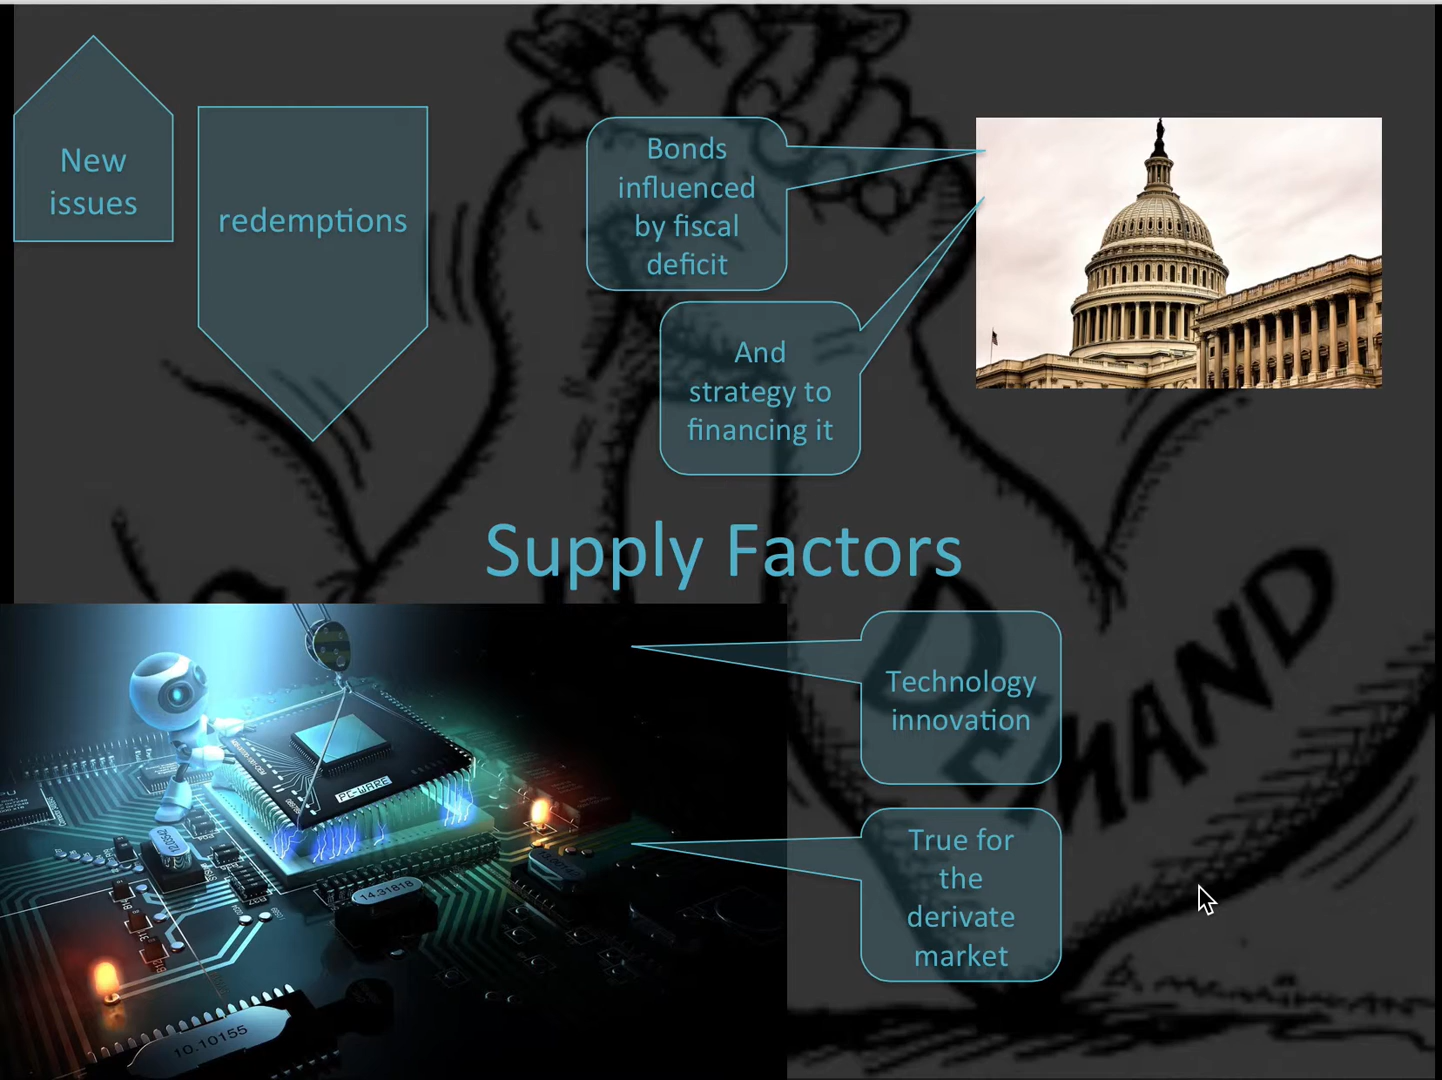 New
issues
redemptions
Bonds
influenced
by fiscal
deficit
And
strategy to
financing it
Supply Factors
Technology
innovation
True for
the
derivate
market
DEMAND
PC-WARE
14.31818
10.10155